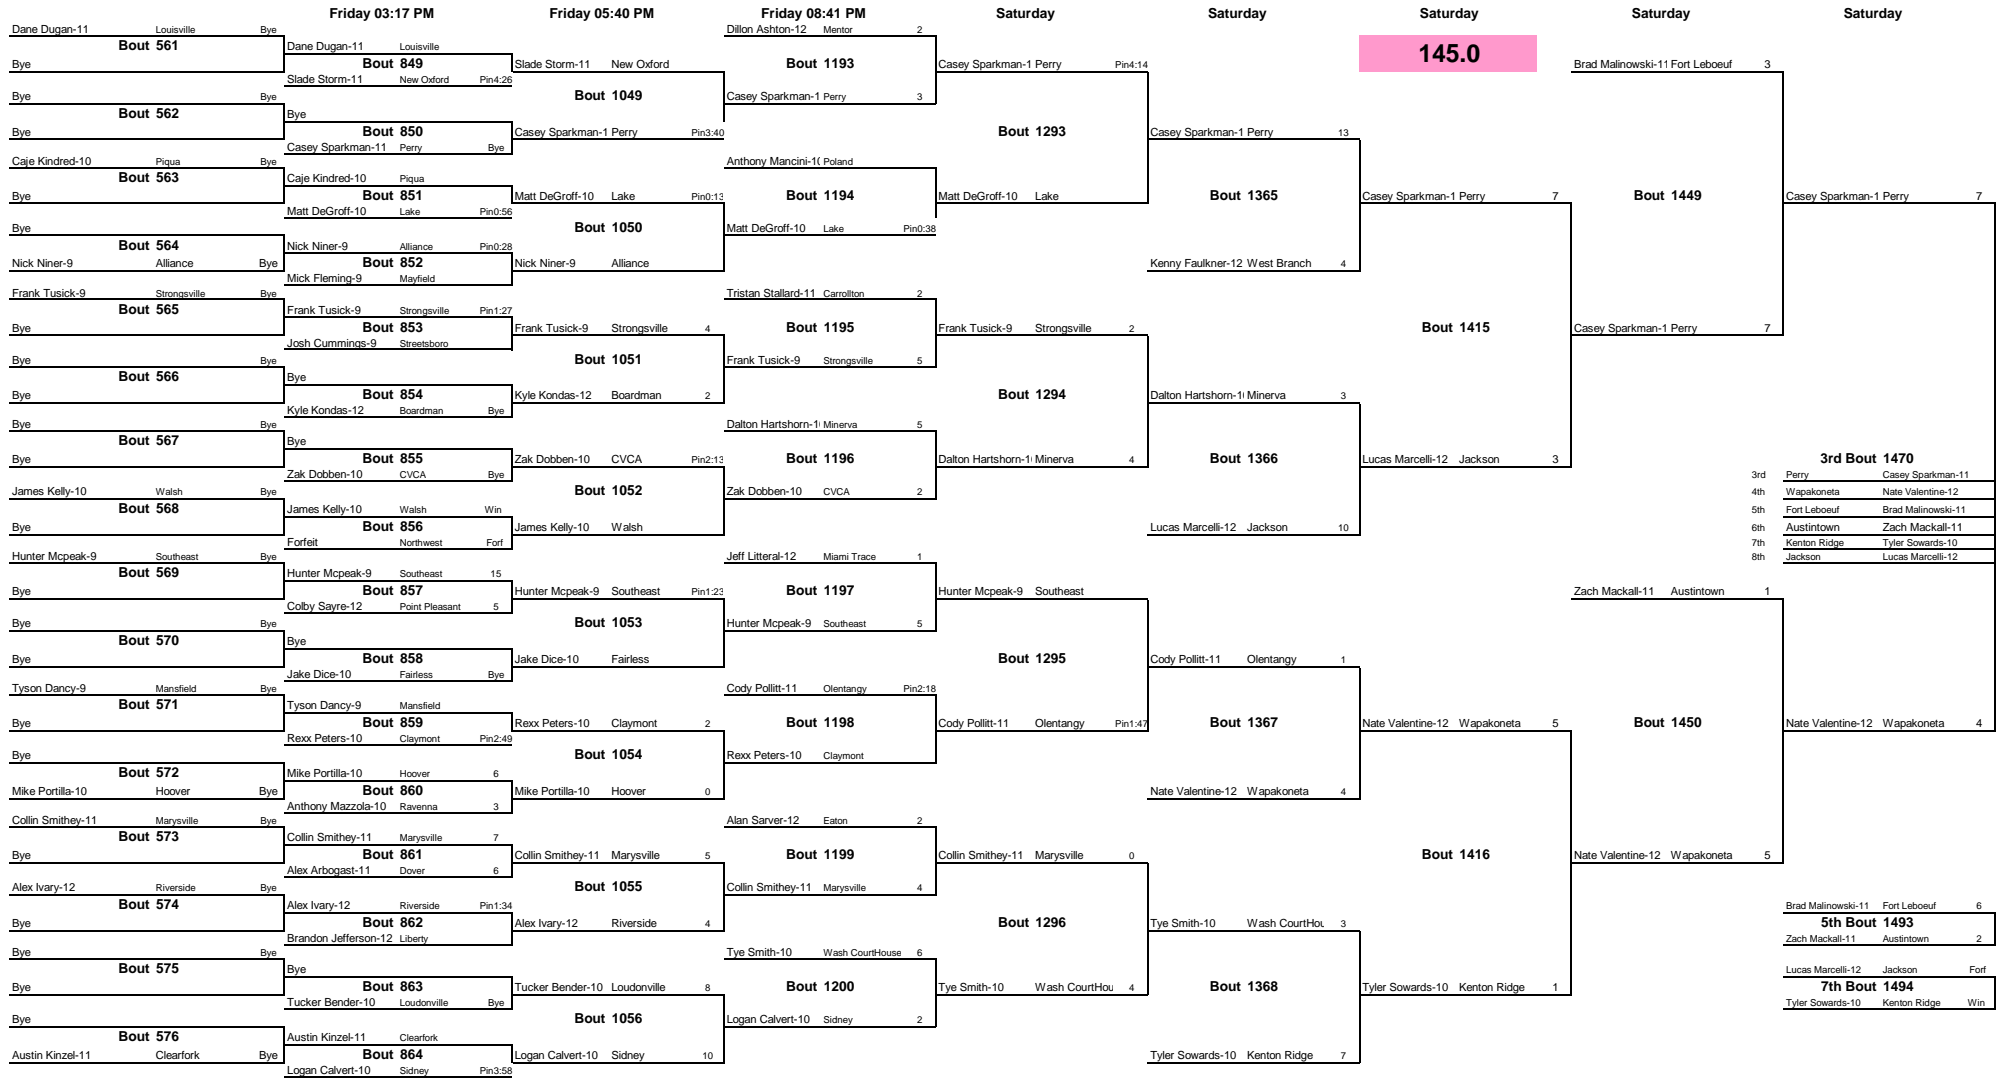 Friday 03:17 PM Friday 05:40 PM Friday 08:41 PM Saturday Saturday Saturday Saturday Saturday
145.0
Dane Dugan-11 Louisville Bye
Bout 561
Bye
Bye Bye
Bout 562
Bye
Caje Kindred-10 Piqua Bye
Bout 563
Bye
Bye
Bout 564
Nick Niner-9 Alliance Bye
Frank Tusick-9 Strongsville Bye
Bout 565
Bye
Bye Bye
Bout 566
Bye
Bye Bye
Bout 567
Bye
James Kelly-10 Walsh Bye
Bout 568
Bye
Hunter Mcpeak-9 Southeast Bye
Bout 569
Bye
Bye Bye
Bout 570
Bye
Tyson Dancy-9 Mansfield Bye
Bout 571
Bye
Bye
Bout 572
Mike Portilla-10 Hoover Bye
Collin Smithey-11 Marysville Bye
Bout 573
Bye
Alex Ivary-12 Riverside Bye
Bout 574
Bye
Bye Bye
Bout 575
Bye
Bye
Bout 576
Austin Kinzel-11 Clearfork Bye
Dane Dugan-11 Louisville
Bout 849
Slade Storm-11 New Oxford Pin4:26
Bye
Bout 850
Casey Sparkman-11 Perry Bye
Caje Kindred-10 Piqua
Bout 851
Matt DeGroff-10 Lake Pin0:56
Nick Niner-9 Alliance Pin0:28
Bout 852
Mick Fleming-9 Mayfield
Frank Tusick-9 Strongsville Pin1:27
Bout 853
Josh Cummings-9 Streetsboro
Bye
Bout 854
Kyle Kondas-12 Boardman Bye
Bye
Bout 855
Zak Dobben-10 CVCA Bye
James Kelly-10 Walsh Win
Bout 856
Forfeit Northwest Forf
Hunter Mcpeak-9 Southeast 15
Bout 857
Colby Sayre-12 Point Pleasant 5
Bye
Bout 858
Jake Dice-10 Fairless Bye
Tyson Dancy-9 Mansfield
Bout 859
Rexx Peters-10 Claymont Pin2:49
Mike Portilla-10 Hoover 6
Bout 860
Anthony Mazzola-10 Ravenna 3
Collin Smithey-11 Marysville 7
Bout 861
Alex Arbogast-11 Dover 6
Alex Ivary-12 Riverside Pin1:34
Bout 862
Brandon Jefferson-12 Liberty
Bye
Bout 863
Tucker Bender-10 Loudonville Bye
Austin Kinzel-11 Clearfork
Bout 864
Logan Calvert-10 Sidney Pin3:58
Slade Storm-11 New Oxford
Bout 1049
Casey Sparkman-1 Perry Pin3:40
Matt DeGroff-10 Lake Pin0:13
Bout 1050
Nick Niner-9 Alliance
Frank Tusick-9 Strongsville 4
Bout 1051
Kyle Kondas-12 Boardman 2
Zak Dobben-10 CVCA Pin2:13
Bout 1052
James Kelly-10 Walsh
Hunter Mcpeak-9 Southeast Pin1:23
Bout 1053
Jake Dice-10 Fairless
Rexx Peters-10 Claymont 2
Bout 1054
Mike Portilla-10 Hoover 0
Collin Smithey-11 Marysville 5
Bout 1055
Alex Ivary-12 Riverside 4
Tucker Bender-10 Loudonville 8
Bout 1056
Logan Calvert-10 Sidney 10
Dillon Ashton-12 Mentor 2
Bout 1193
Casey Sparkman-1 Perry 3
Anthony Mancini-10 Poland
Bout 1194
Matt DeGroff-10 Lake Pin0:38
Tristan Stallard-11 Carrollton 2
Bout 1195
Frank Tusick-9 Strongsville 5
Dalton Hartshorn-1 Minerva 5
Bout 1196
Zak Dobben-10 CVCA 2
Jeff Litteral-12 Miami Trace 1
Bout 1197
Hunter Mcpeak-9 Southeast 5
Cody Pollitt-11 Olentangy Pin2:18
Bout 1198
Rexx Peters-10 Claymont
Alan Sarver-12 Eaton 2
Bout 1199
Collin Smithey-11 Marysville 4
Tye Smith-10 Wash CourtHouse 6
Bout 1200
Logan Calvert-10 Sidney 2
Casey Sparkman-1 Perry Pin4:14
Bout 1293
Matt DeGroff-10 Lake
Frank Tusick-9 Strongsville 2
Bout 1294
Dalton Hartshorn-1 Minerva 4
Hunter Mcpeak-9 Southeast
Bout 1295
Cody Pollitt-11 Olentangy Pin1:47
Collin Smithey-11 Marysville 0
Bout 1296
Tye Smith-10 Wash CourtHou 4
Casey Sparkman-1 Perry 13
Bout 1365
Kenny Faulkner-12 West Branch 4
Dalton Hartshorn-1 Minerva 3
Bout 1366
Lucas Marcelli-12 Jackson 10
Cody Pollitt-11 Olentangy 1
Bout 1367
Nate Valentine-12 Wapakoneta 4
Tye Smith-10 Wash CourtHou 3
Bout 1368
Tyler Sowards-10 Kenton Ridge 7
Casey Sparkman-1 Perry 7
Bout 1415
Lucas Marcelli-12 Jackson 3
Nate Valentine-12 Wapakoneta 5
Bout 1416
Tyler Sowards-10 Kenton Ridge 1
Brad Malinowski-11 Fort Leboeuf 3
Bout 1449
Casey Sparkman-1 Perry 7
Zach Mackall-11 Austintown 1
Bout 1450
Nate Valentine-12 Wapakoneta 5
Casey Sparkman-1 Perry 7
3rd Bout 1470
3rd Perry Casey Sparkman-11
4th Wapakoneta Nate Valentine-12
5th Fort Leboeuf Brad Malinowski-11
6th Austintown Zach Mackall-11
7th Kenton Ridge Tyler Sowards-10
8th Jackson Lucas Marcelli-12
Nate Valentine-12 Wapakoneta 4
Brad Malinowski-11 Fort Leboeuf 6
5th Bout 1493
Zach Mackall-11 Austintown 2
Lucas Marcelli-12 Jackson Forf
7th Bout 1494
Tyler Sowards-10 Kenton Ridge Win